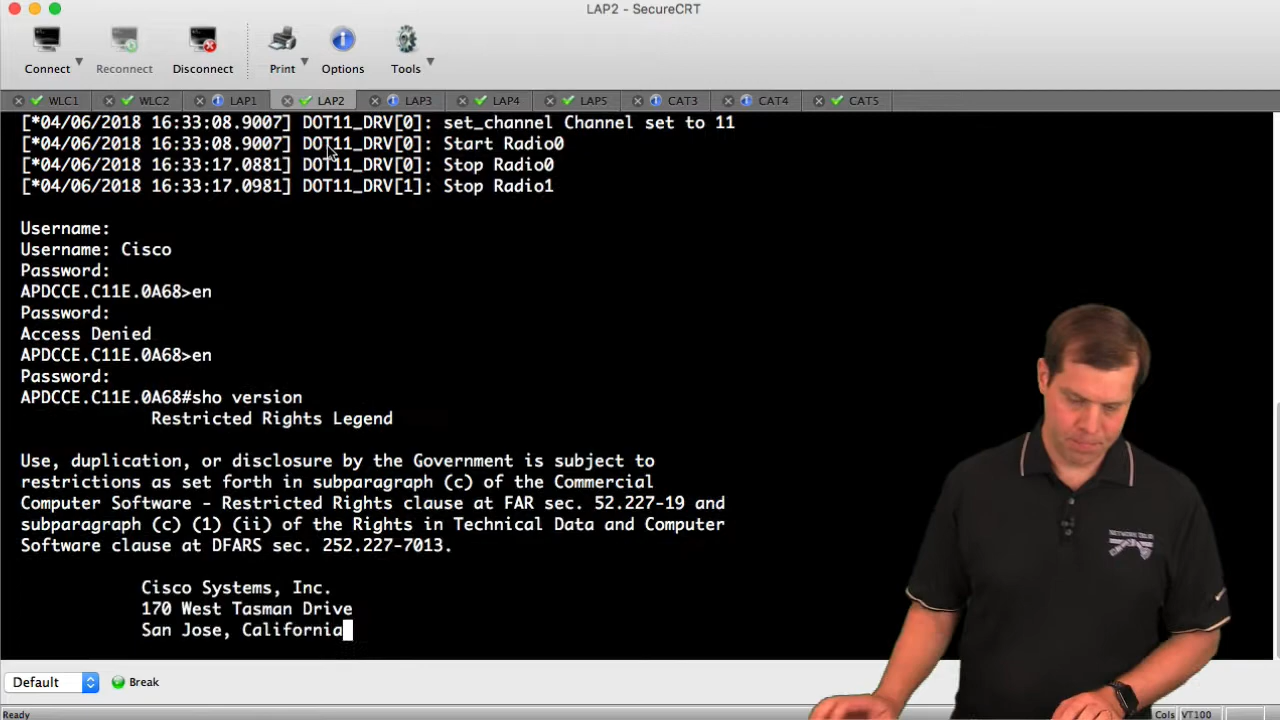 LAP2 - SecureCRT
Connect
Reconnect
Disconnect
Print
Options
Tools
WLC1
WLC2
LAP1
LAP2
LAP3
LAP4
LAP5
CAT3
CAT4
CAT5
[*04/06/2018 16:33:08.9007] DOT11_DRV[0]: set_channel Channel set to 11
[*04/06/2018 16:33:08.9007] DOT11_DRV[0]: Start Radio0
[*04/06/2018 16:33:17.0881] DOT11_DRV[0]: Stop Radio0
[*04/06/2018 16:33:17.0981] DOT11_DRV[1]: Stop Radio1
Username:
Username: Cisco
Password:
APDCCE.C11E.0A68>en
Password:
Access Denied
APDCCE.C11E.0A68>en
Password:
APDCCE.C11E.0A68#sho version
Restricted Rights Legend
Use, duplication, or disclosure by the Government is subject to
restrictions as set forth in subparagraph (c) of the Commercial
Computer Software - Restricted Rights clause at FAR sec. 52.227-19 and
subparagraph (c) (1) (ii) of the Rights in Technical Data and Computer
Software clause at DFARS sec. 252.227-7013.
Cisco Systems, Inc.
170 West Tasman Drive
San Jose, California
Default
Break
Ready
Cols
VT100